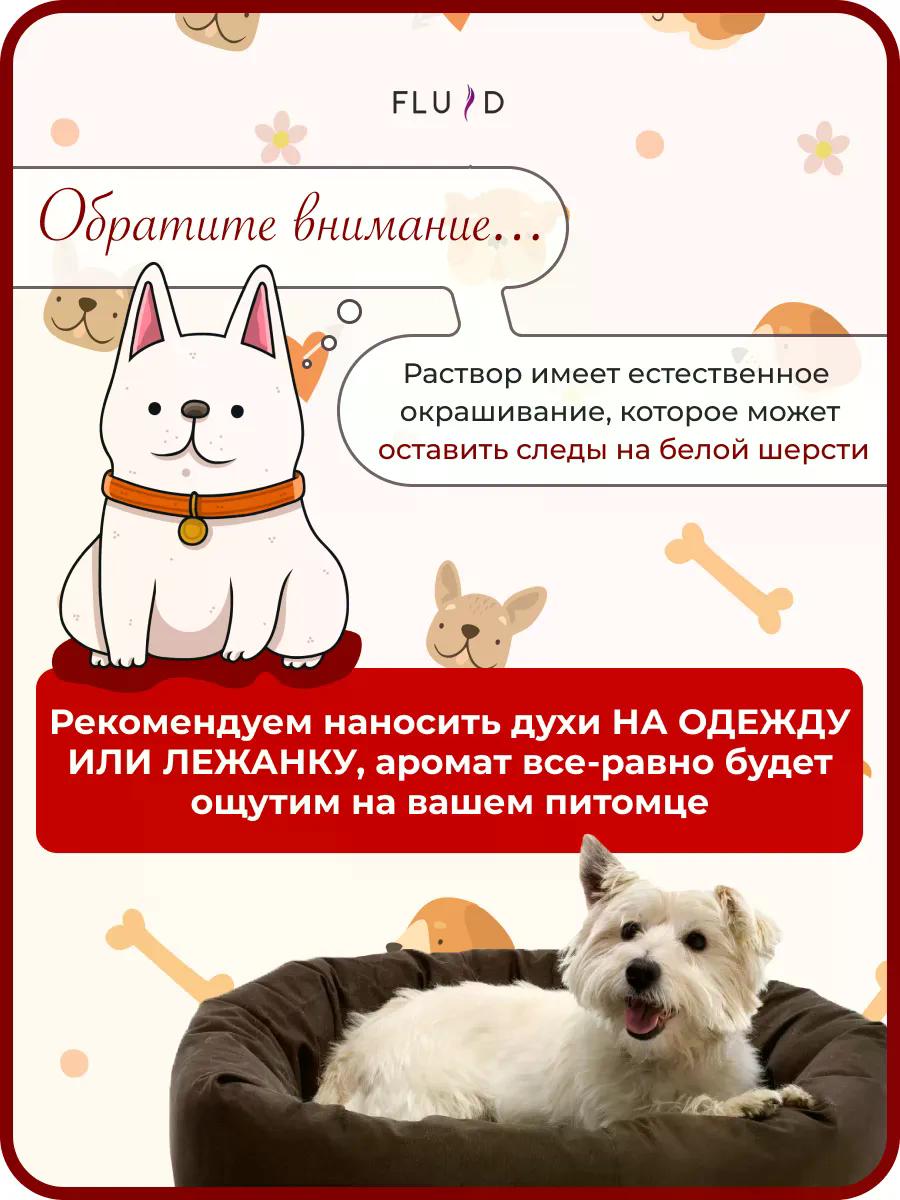 FLUID
Обратите внимание...
Раствор имеет естественное
окрашивание, которое может
оставить следы на белой шерсти
Рекомендуем наносить духи НА ОДЕЖДУ
ИЛИ ЛЕЖАНКУ, аромат все-равно будет
ощутим на вашем питомце